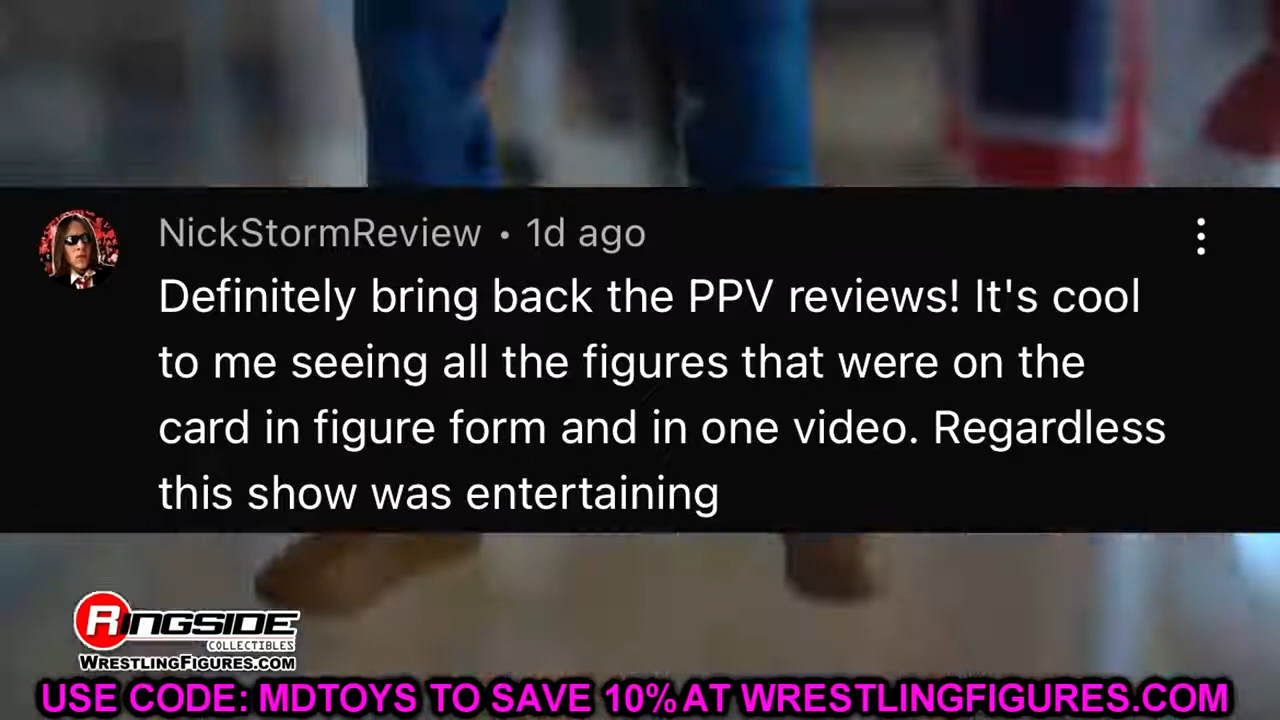 NickStormReview • 1d ago
Definitely bring back the PPV reviews! It's cool
to me seeing all the figures that were on the
card in figure form and in one video. Regardless
this show was entertaining
RINGSIDE
COLLECTIBLES
WRESTLINGFIGURES.COM
USE CODE: MDTOYS TO SAVE 10% AT WRESTLINGFIGURES.COM